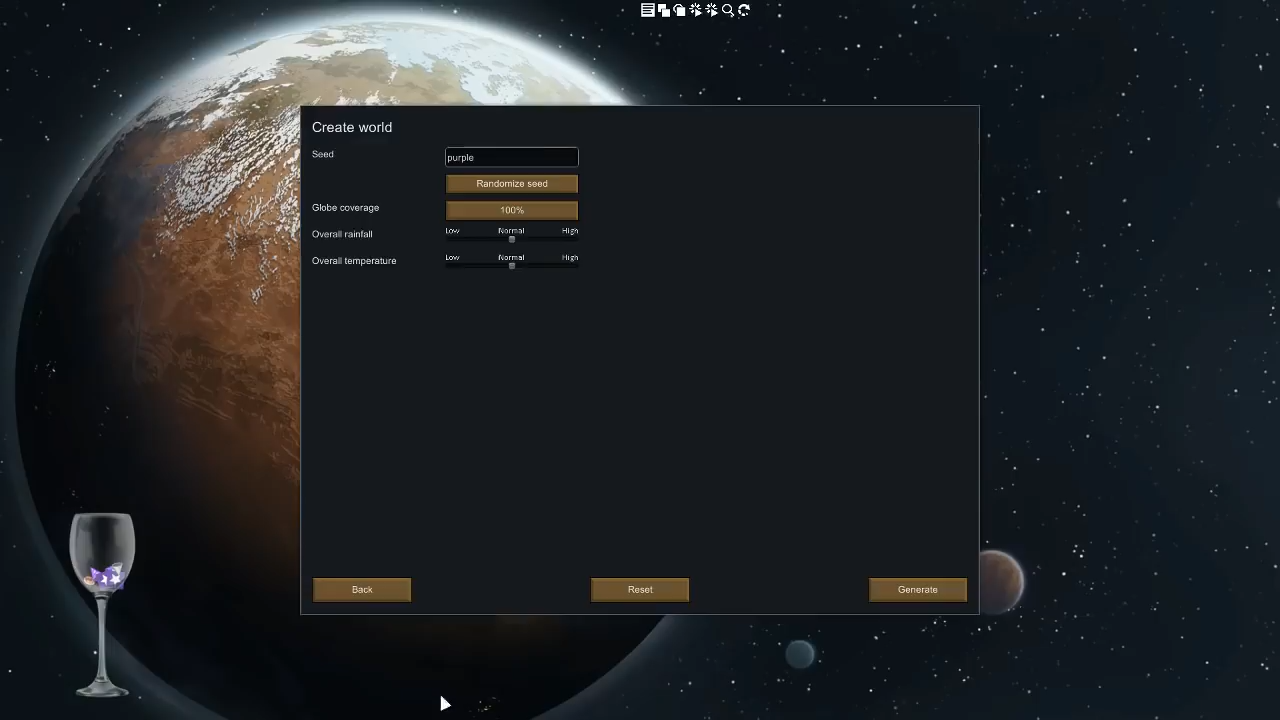 Create world
Seed
purple
Randomize seed
Globe coverage
100%
Overall rainfall
Low Normal High
Overall temperature
Low Normal High
Back Reset Generate